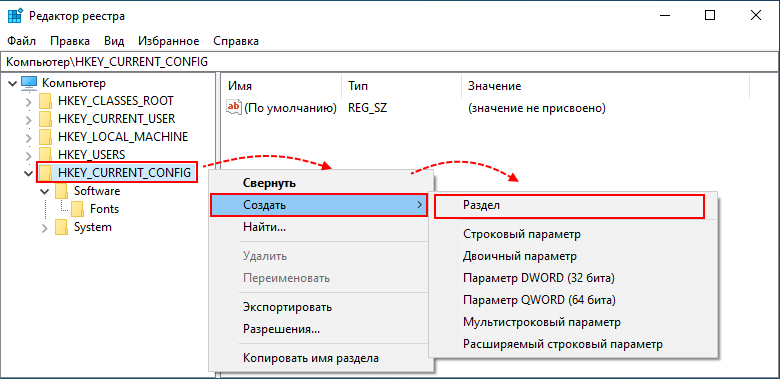 Редактор реестра
Файл Правка Вид Избранное Справка
Компьютер\HKEY_CURRENT_CONFIG
Компьютер
HKEY_CLASSES_ROOT
HKEY_CURRENT_USER
HKEY_LOCAL_MACHINE
HKEY_USERS
HKEY_CURRENT_CONFIG
Software
Fonts
System
Имя Тип Значение
ab (По умолчанию) REG_SZ (значение не присвоено)
Свернуть
Создать
Найти...
Удалить
Переименовать
Экспортировать
Разрешения...
Копировать имя раздела
Раздел
Строковый параметр
Двоичный параметр
Параметр DWORD (32 бита)
Параметр QWORD (64 бита)
Мультистроковый параметр
Расширяемый строковый параметр